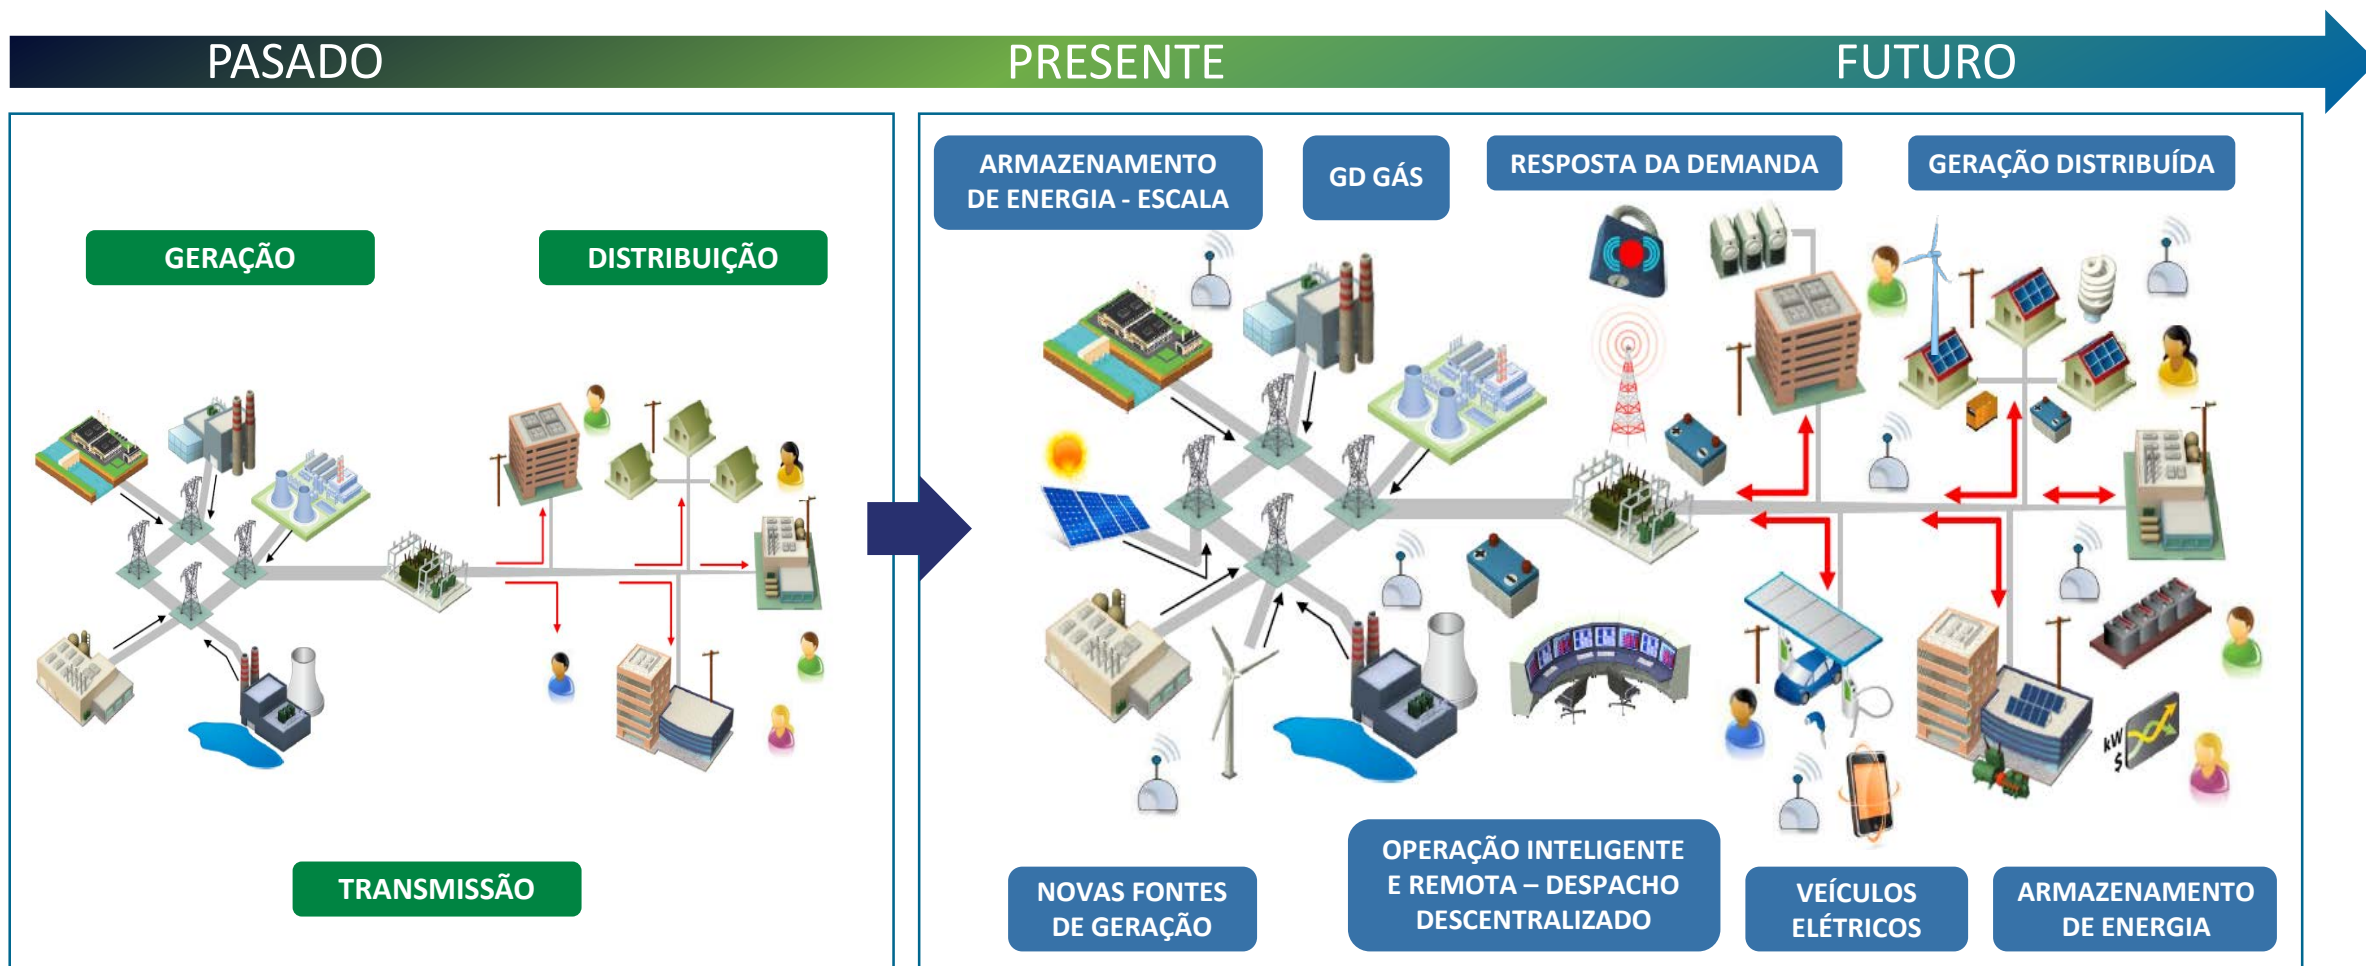 PASADO
PRESENTE
FUTURO
GERAÇÃO
DISTRIBUIÇÃO
TRANSMISSÃO
ARMAZENAMENTO
DE ENERGIA - ESCALA
GD GÁS
RESPOSTA DA DEMANDA
GERAÇÃO DISTRIBUÍDA
kW
$
NOVAS FONTES
DE GERAÇÃO
OPERAÇÃO INTELIGENTE
E REMOTA – DESPACHO
DESCENTRALIZADO
VEÍCULOS
ELÉTRICOS
ARMAZENAMENTO
DE ENERGIA